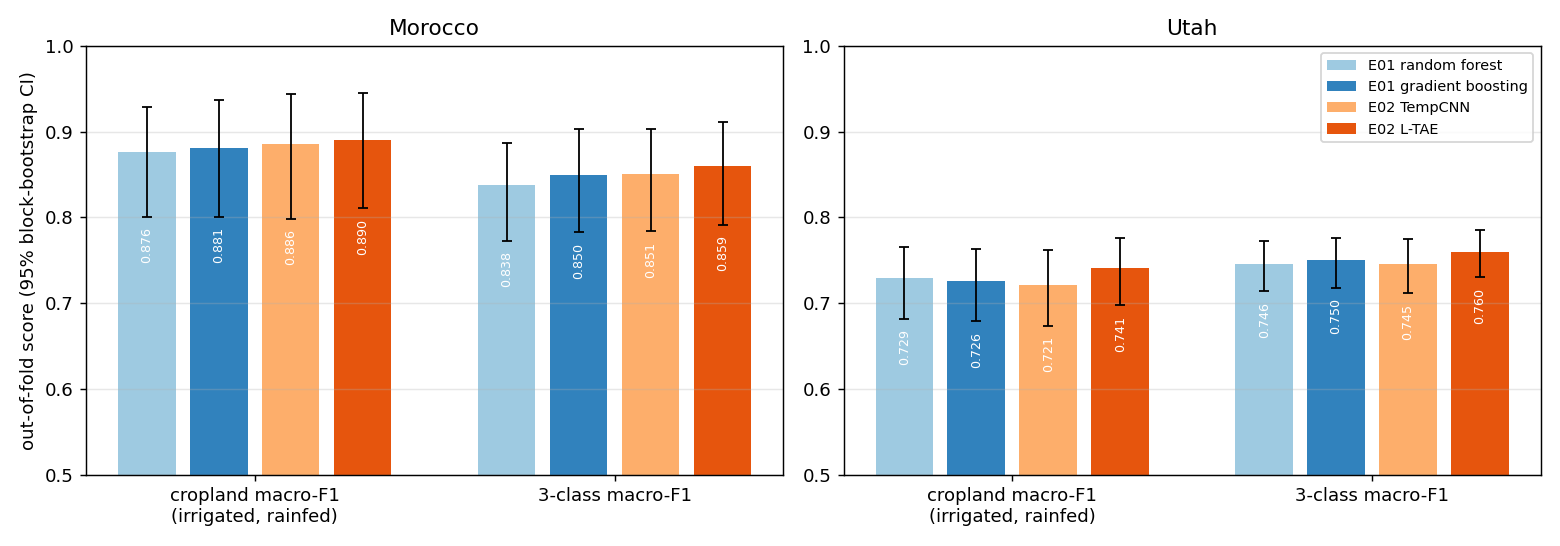 Morocco
out-of-fold score (95% block-bootstrap CI)
1.0
0.9
0.8
0.7
0.6
0.5
0.876
0.881
0.886
0.890
0.838
0.850
0.851
0.859
cropland macro-F1
(irrigated, rainfed)
3-class macro-F1
Utah
1.0
0.9
0.8
0.7
0.6
0.5
E01 random forest
E01 gradient boosting
E02 TempCNN
E02 L-TAE
0.729
0.726
0.721
0.741
0.746
0.750
0.745
0.760
cropland macro-F1
(irrigated, rainfed)
3-class macro-F1